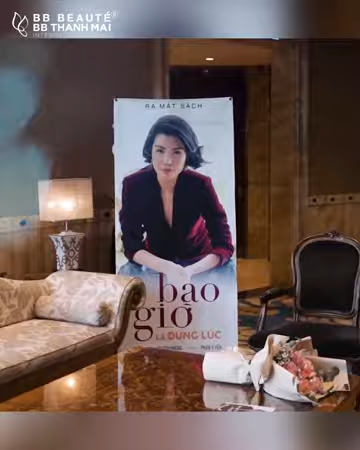 BB BEAUTÉ®
BB THANH MAI
RA MẮT SÁCH
bao
giờ
LÀ ĐÚNG LÚC